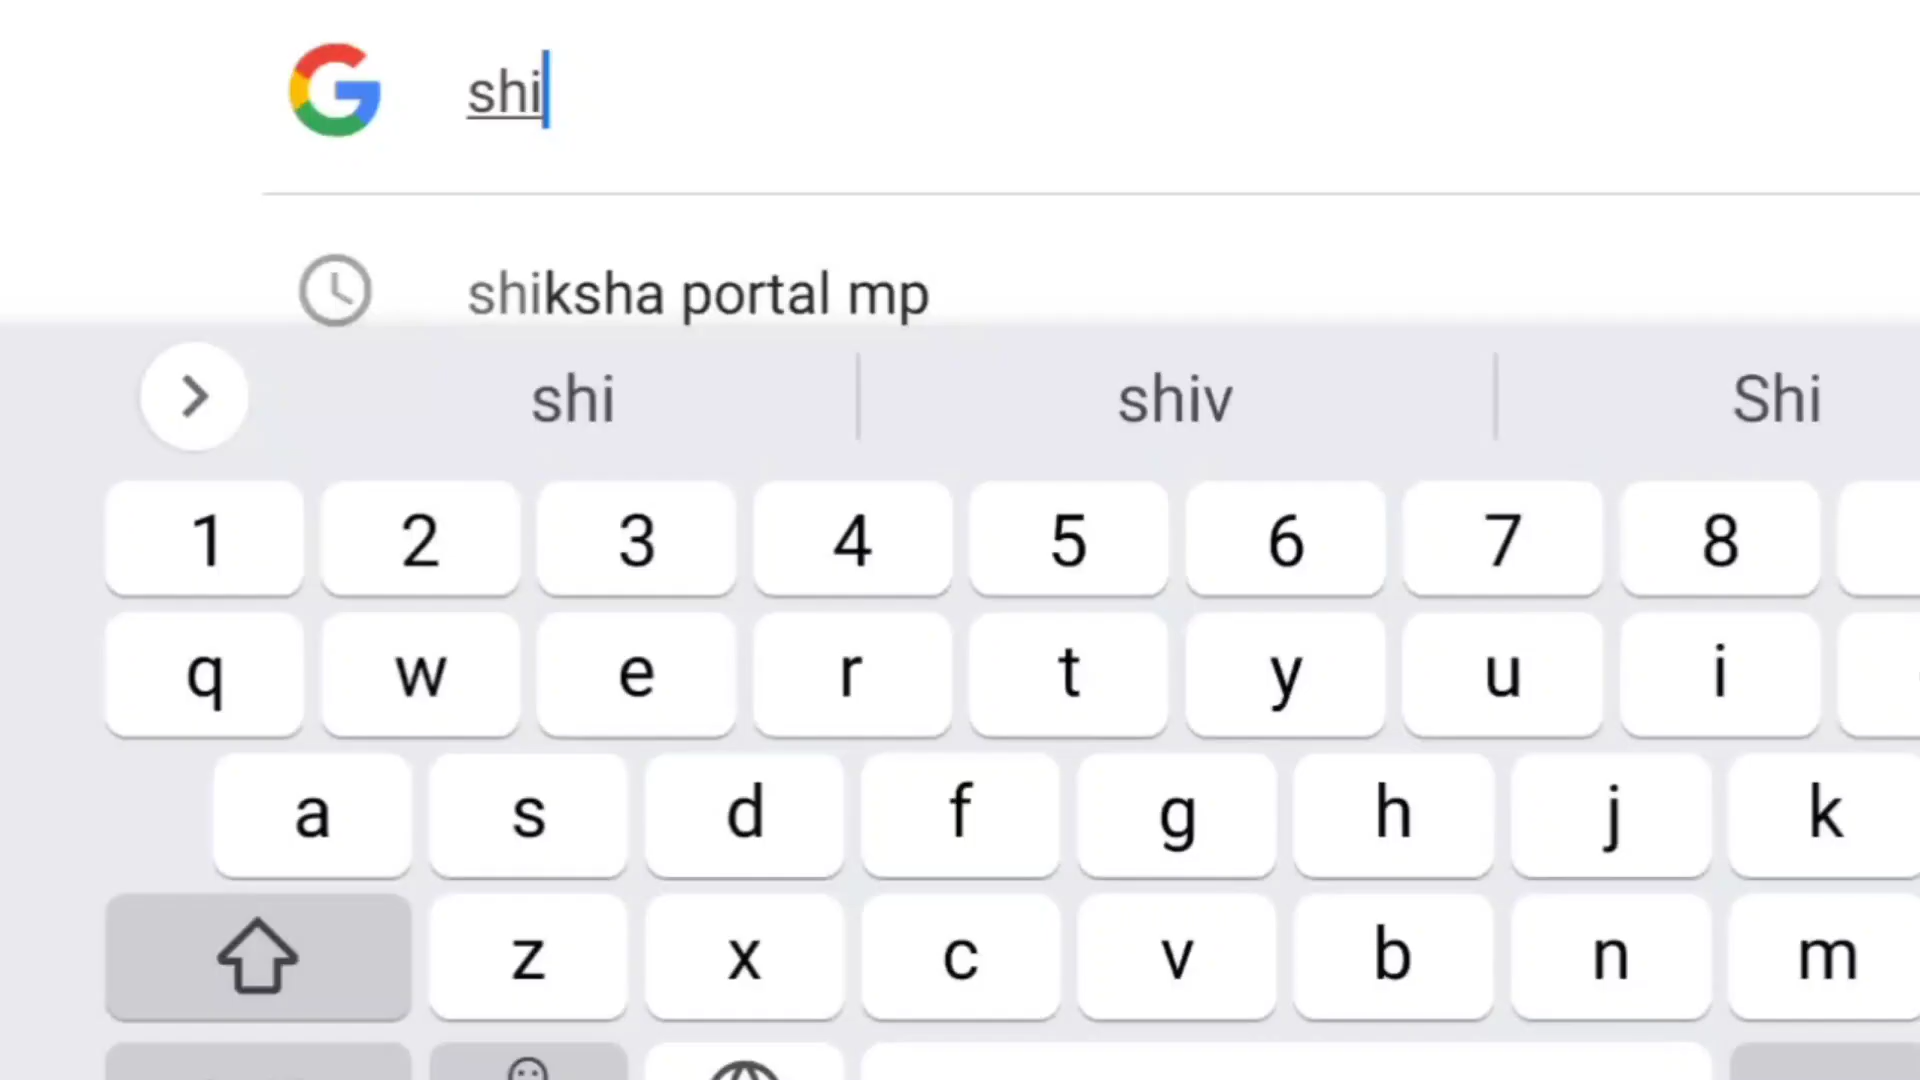 shi
shiksha portal mp
shi shiv Shi
1 2 3 4 5 6 7 8
q w e r t y u i
a s d f g h j k
z x c v b n m